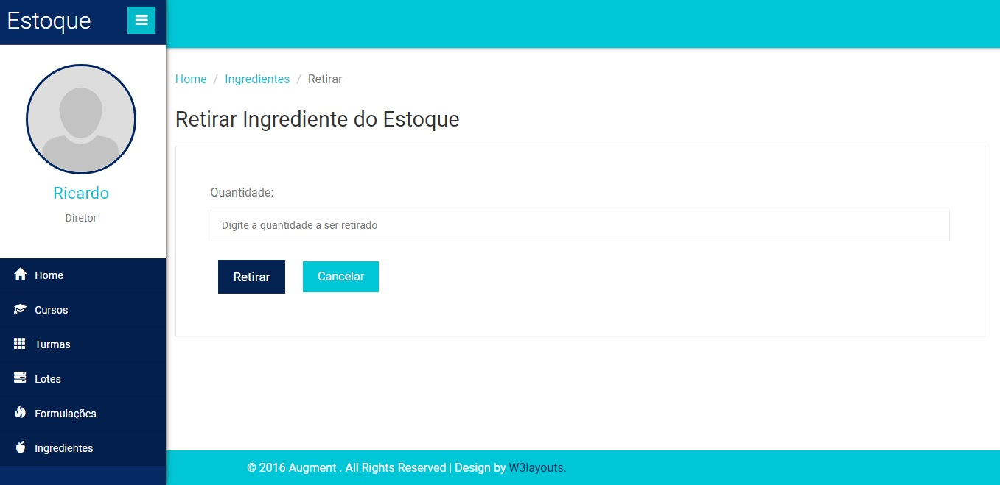 Estoque
Ricardo
Diretor
Home
Cursos
Turmas
Lotes
Formulações
Ingredientes
Home / Ingredientes / Retirar
Retirar Ingrediente do Estoque
Quantidade:
Digite a quantidade a ser retirado
Retirar Cancelar
© 2016 Augment . All Rights Reserved | Design by W3layouts.